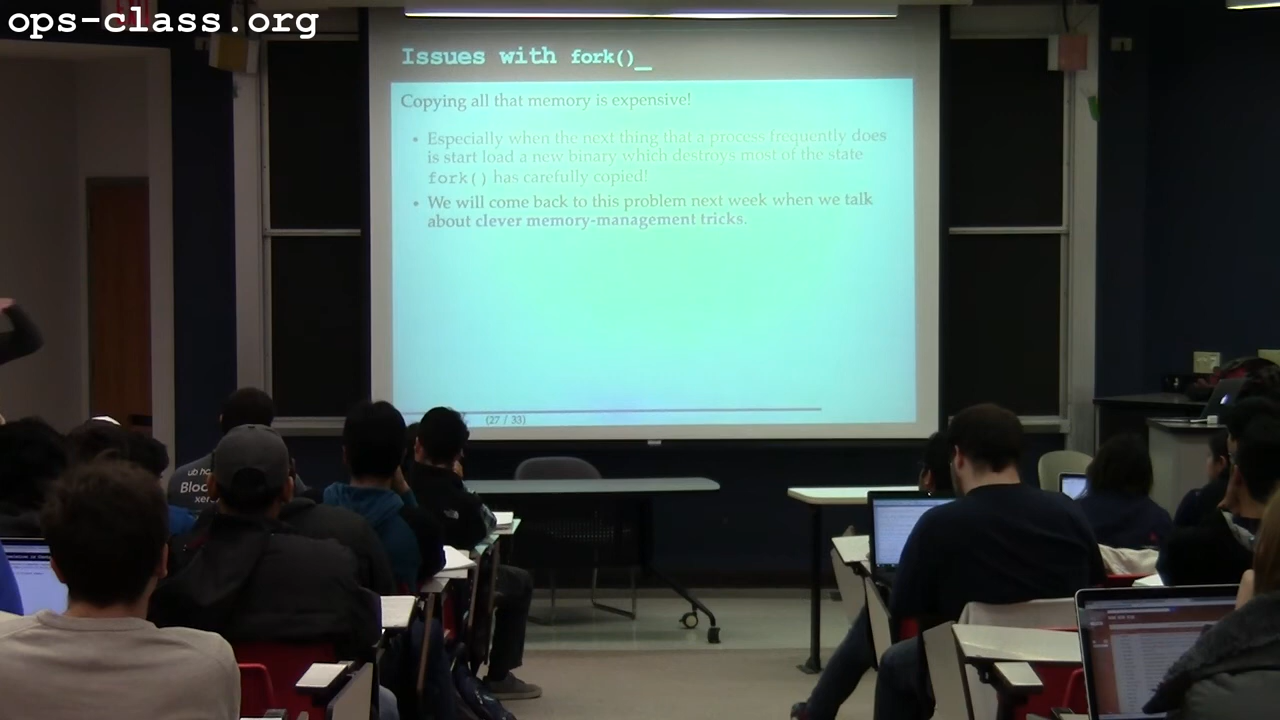 ops-class.org
Issues with fork()_
Copying all that memory is expensive!
• Especially when the next thing that a process frequently does
is start load a new binary which destroys most of the state
fork() has carefully copied!
• We will come back to this problem next week when we talk
about clever memory-management tricks.
(27 / 33)